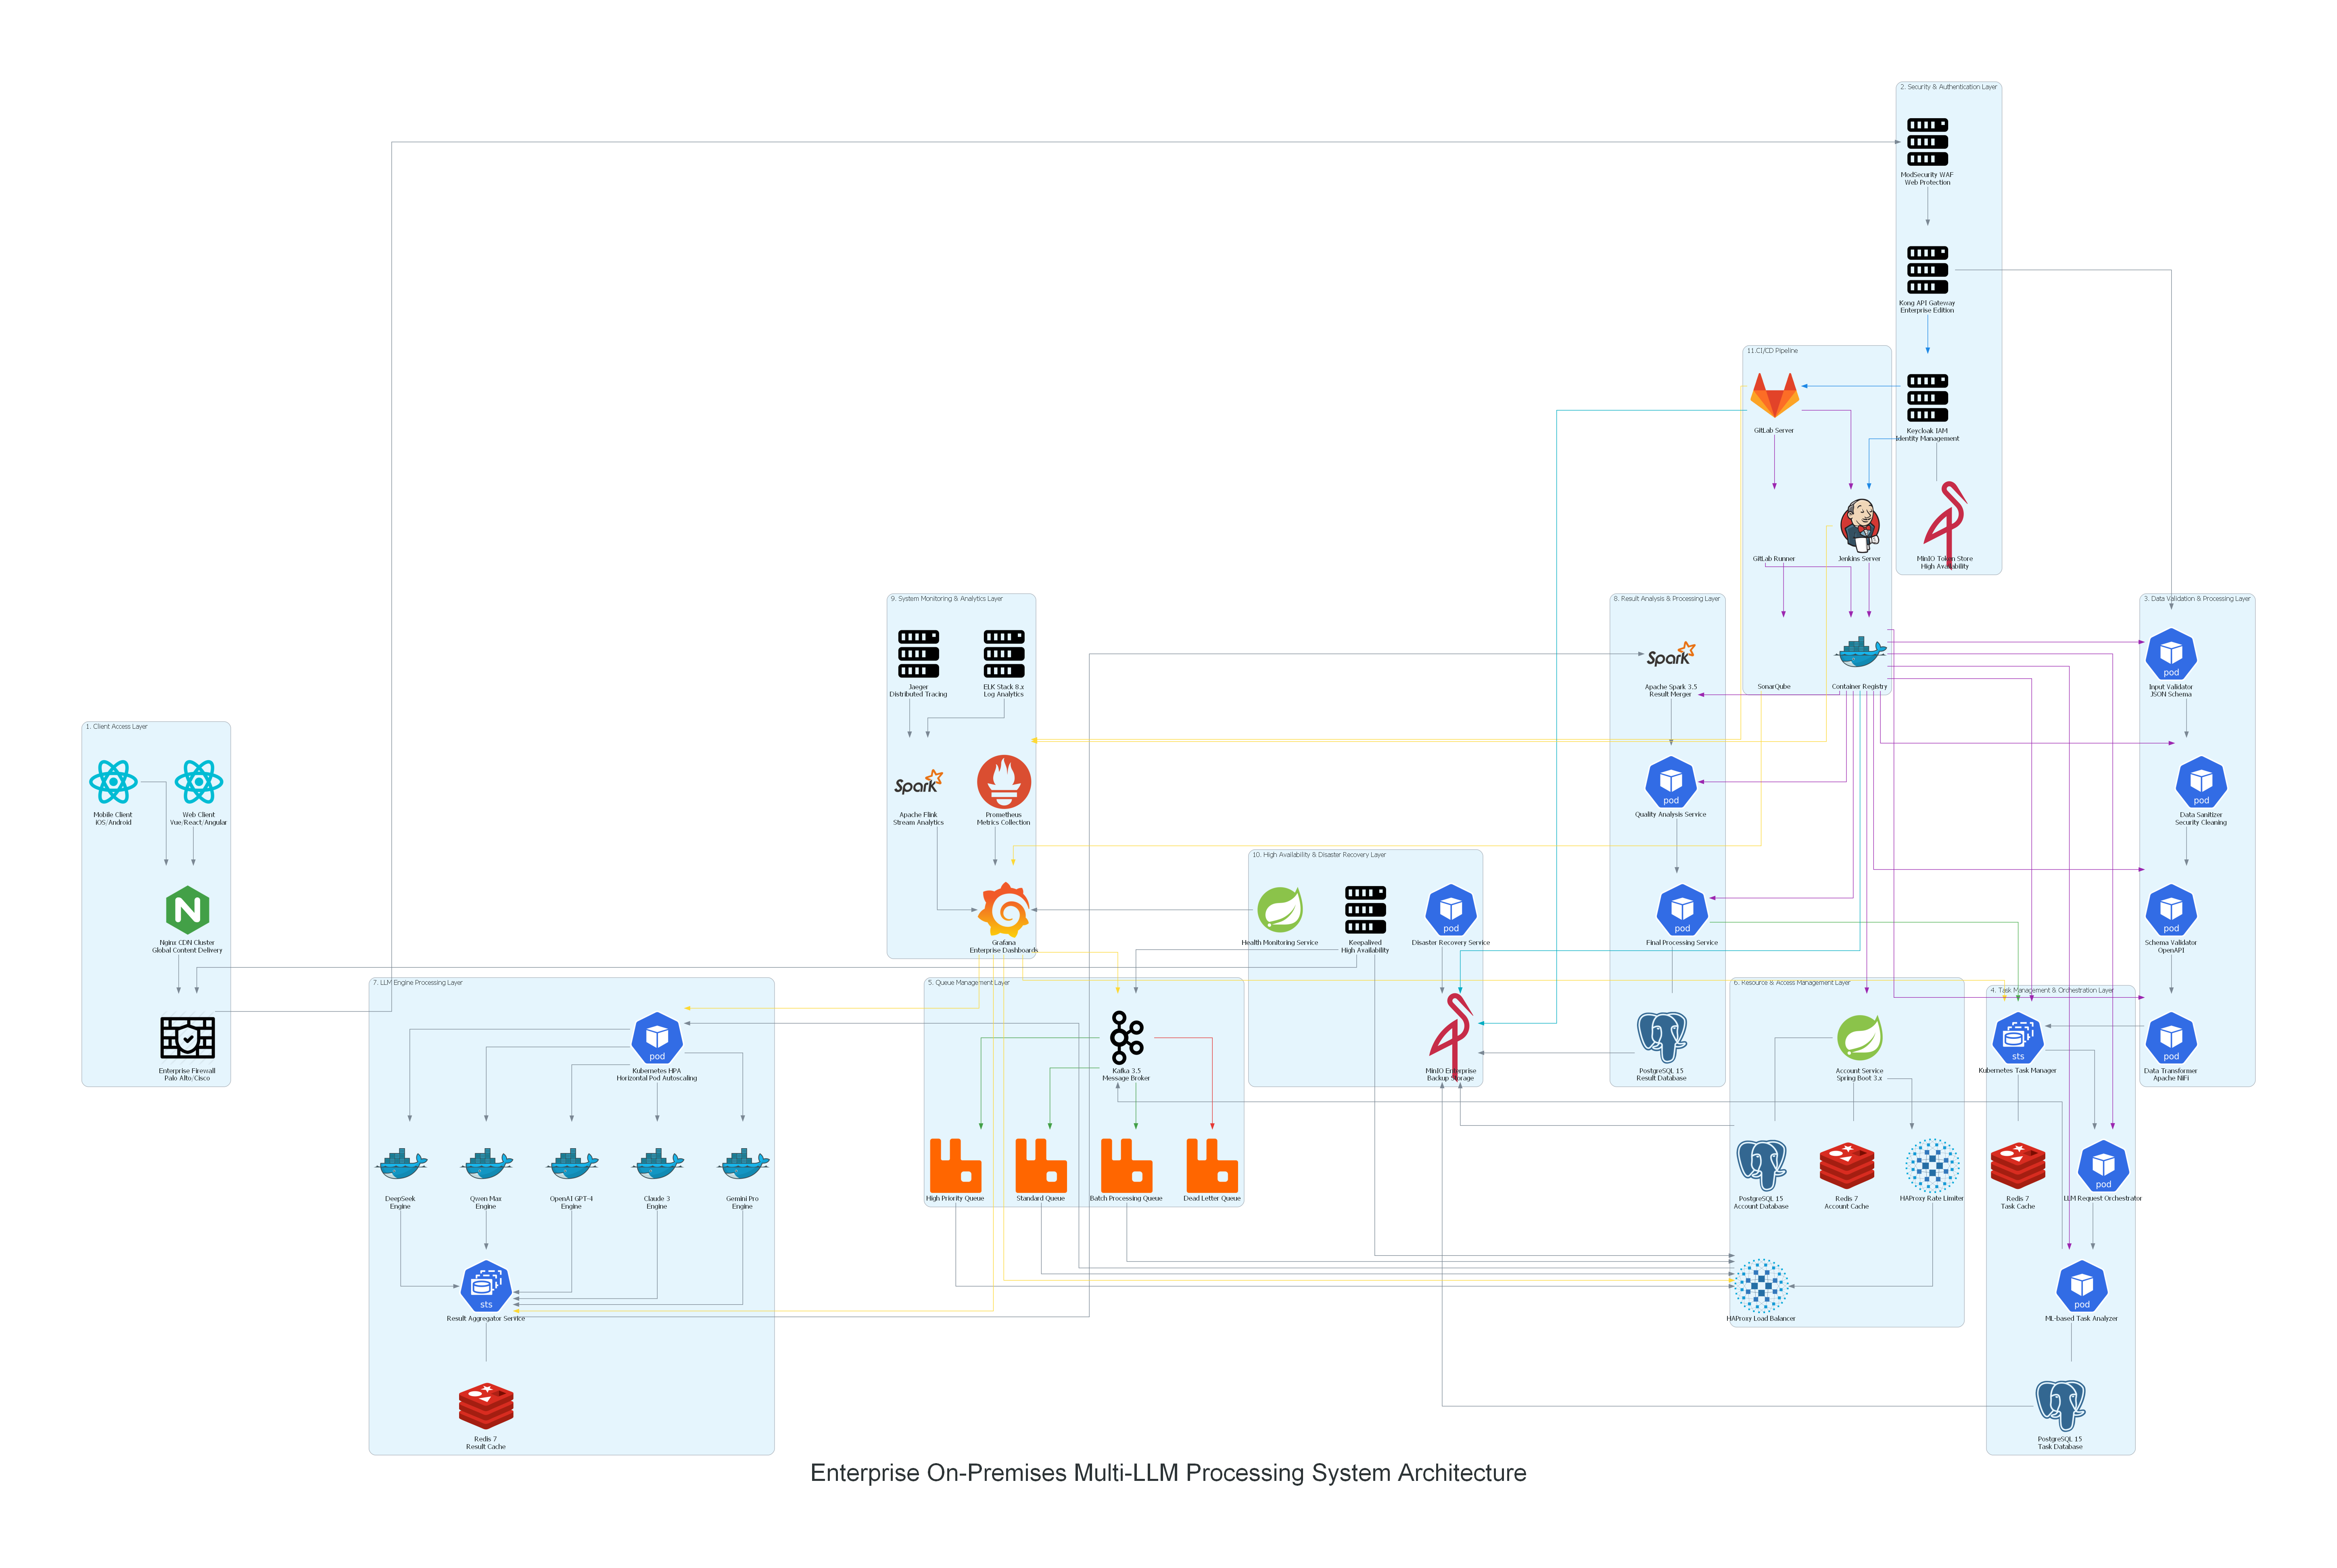 2. Security & Authentication Layer
ModSecurity WAF
Web Protection
Kong API Gateway
Enterprise Edition
Keycloak IAM
Identity Management
MinIO Token Store
High Availability
11.CI/CD Pipeline
GitLab Server
GitLab Runner
Jenkins Server
SonarQube
Container Registry
9. System Monitoring & Analytics Layer
Jaeger
Distributed Tracing
ELK Stack 8.x
Log Analytics
Spark
Apache Flink
Stream Analytics
Prometheus
Metrics Collection
Grafana
Enterprise Dashboards
8. Result Analysis & Processing Layer
Spark
Apache Spark 3.5
Result Merger
pod
Quality Analysis Service
pod
Final Processing Service
PostgreSQL 15
Result Database
3. Data Validation & Processing Layer
pod
Input Validator
JSON Schema
pod
Data Sanitizer
Security Cleaning
pod
Schema Validator
OpenAPI
pod
Data Transformer
Apache NiFi
1. Client Access Layer
Mobile Client
iOS/Android
Web Client
Vue/React/Angular
Nginx CDN Cluster
Global Content Delivery
Enterprise Firewall
Palo Alto/Cisco
10. High Availability & Disaster Recovery Layer
Health Monitoring Service
Keepalived
High Availability
pod
Disaster Recovery Service
MinIO Enterprise
Backup Storage
7. LLM Engine Processing Layer
pod
Kubernetes HPA
Horizontal Pod Autoscaling
DeepSeek
Engine
Qwen Max
Engine
OpenAI GPT-4
Engine
Claude 3
Engine
Gemini Pro
Engine
sts
Result Aggregator Service
Redis 7
Result Cache
5. Queue Management Layer
Kafka 3.5
Message Broker
High Priority Queue
Standard Queue
Batch Processing Queue
Dead Letter Queue
6. Resource & Access Management Layer
Account Service
Spring Boot 3.x
PostgreSQL 15
Account Database
Redis 7
Account Cache
HAProxy Rate Limiter
HAProxy Load Balancer
4. Task Management & Orchestration Layer
sts
Kubernetes Task Manager
Redis 7
Task Cache
pod
LLM Request Orchestrator
pod
ML-based Task Analyzer
PostgreSQL 15
Task Database
Enterprise On-Premises Multi-LLM Processing System Architecture